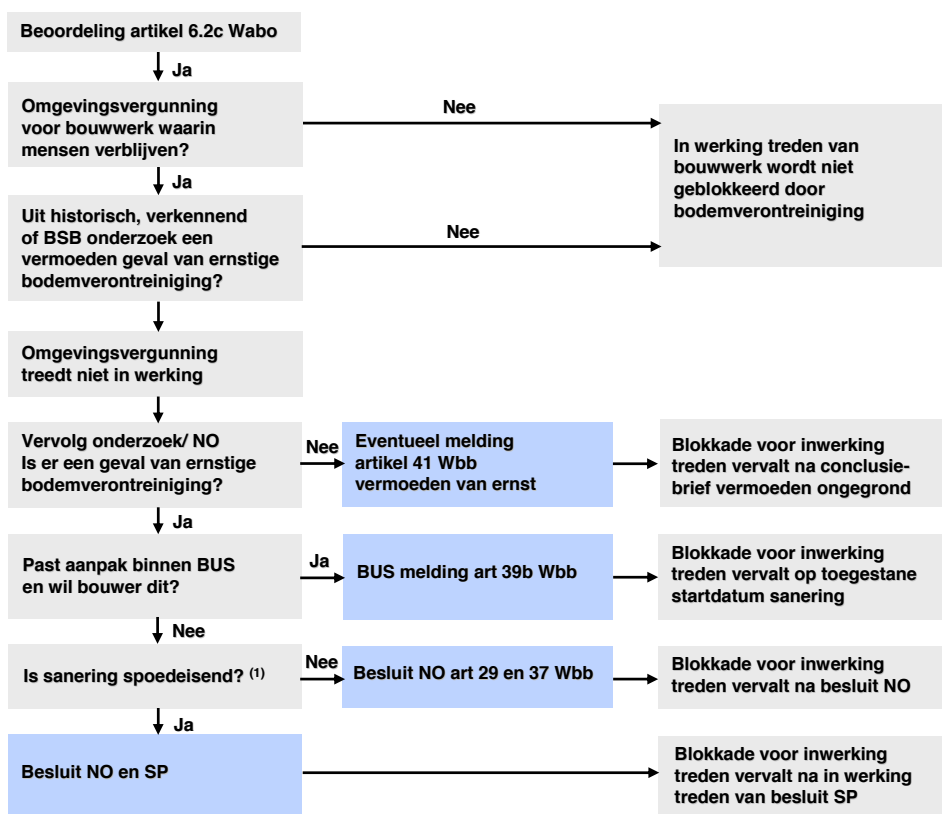 Beoordeling artikel 6.2c Wabo
Ja
Omgevingsvergunning
voor bouwwerk waarin
mensen verblijven?
Nee
In werking treden van
bouwwerk wordt niet
geblokkeerd door
bodemverontreiniging
Ja
Uit historisch, verkennend
of BSB onderzoek een
vermoeden geval van ernstige
bodemverontreiniging?
Nee
Omgevingsvergunning
treedt niet in werking
Vervolg onderzoek/ NO
Is er een geval van ernstige
bodemverontreiniging?
Nee
Eventueel melding
artikel 41 Wbb
vermoeden van ernst
Blokkade voor inwerking
treden vervalt na conclusie-
brief vermoeden ongegrond
Ja
Past aanpak binnen BUS
en wil bouwer dit?
Ja
BUS melding art 39b Wbb
Blokkade voor inwerking
treden vervalt op toegestane
startdatum sanering
Nee
Is sanering spoedeisend? (1)
Nee
Besluit NO art 29 en 37 Wbb
Blokkade voor inwerking
treden vervalt na besluit NO
Ja
Besluit NO en SP
Blokkade voor inwerking
treden vervalt na in werking
treden van besluit SP